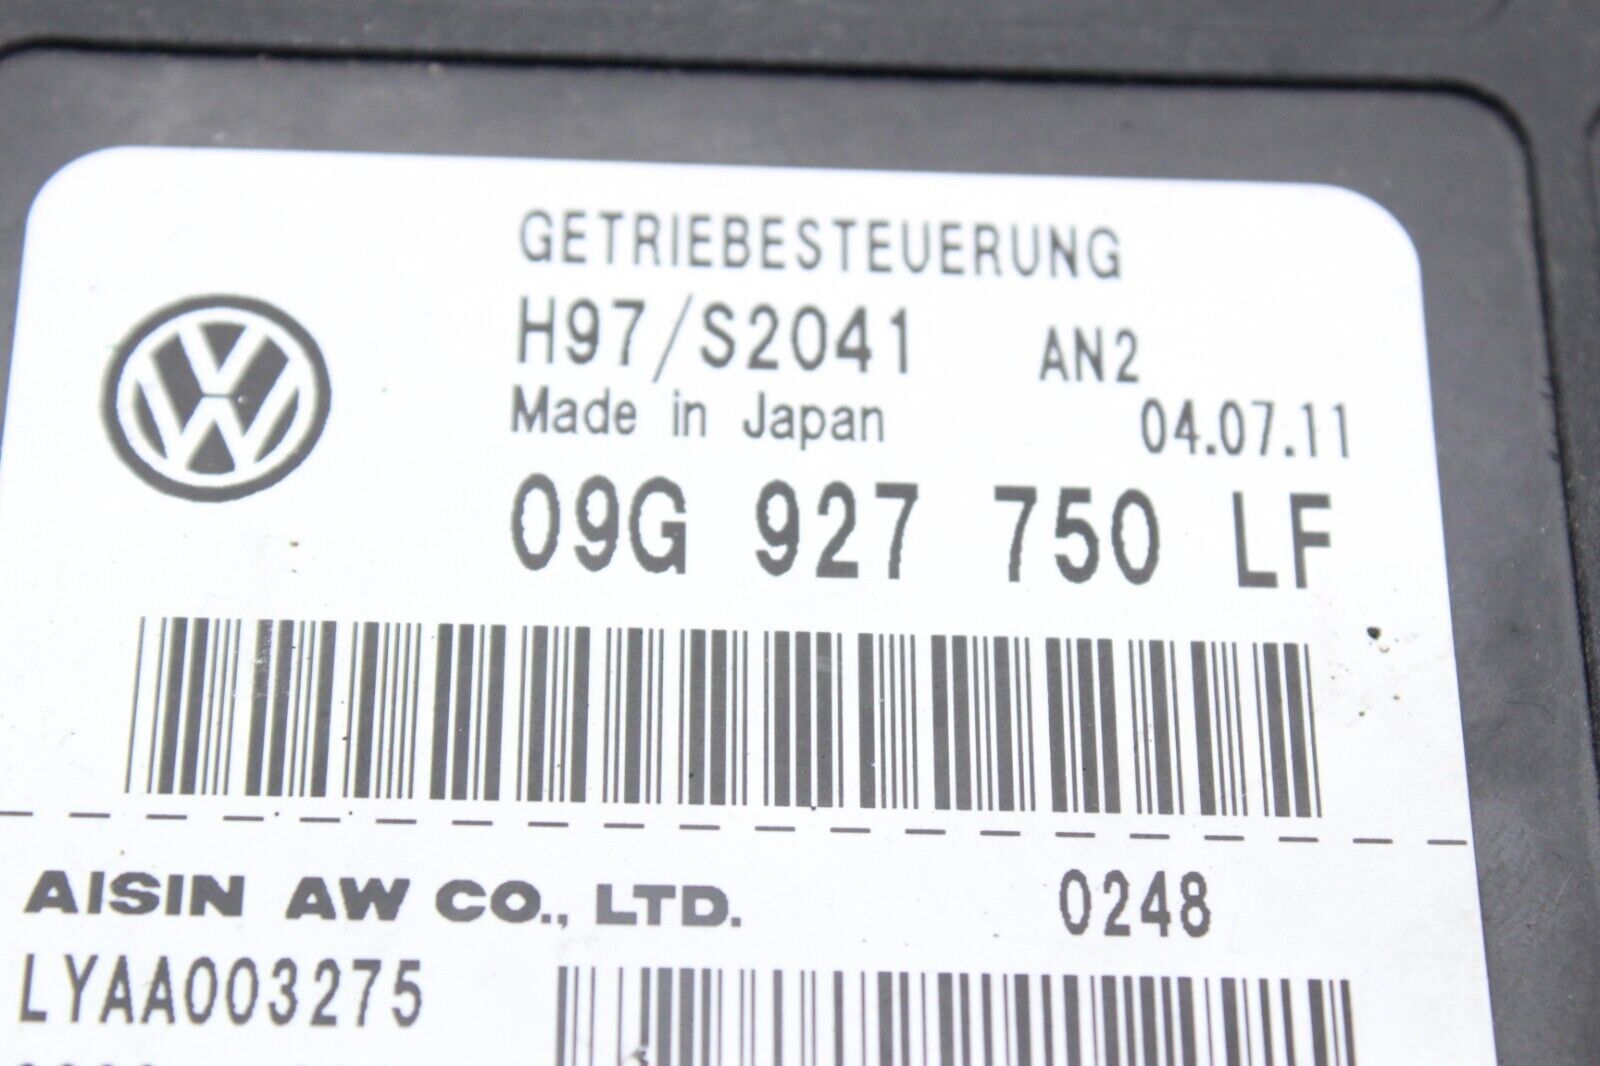 GETRIEBESTEUERUNG
H97/S2041 AN2
Made in Japan 04.07.11
09G 927 750 LF
AISIN AW CO., LTD. 0248
LYAA003275